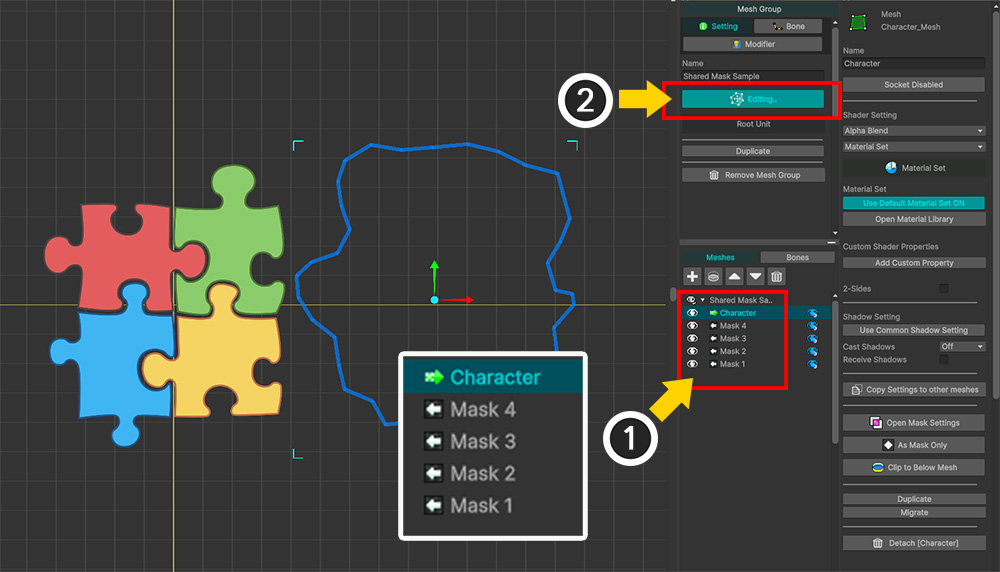 Mesh Group
Setting
Bone
Modifier
Name
Shared Mask Sample
Editing..
Root Unit
Duplicate
Remove Mesh Group
Meshes
Bones
Shared Mask Sa..
Character
Mask 4
Mask 3
Mask 2
Mask 1
Mesh
Character_Mesh
Name
Character
Socket Disabled
Shader Setting
Alpha Blend
Material Set
Material Set
Material Set
Use Default Material Set ON
Open Material Library
Custom Shader Properties
Add Custom Property
2-Sides
Shadow Setting
Use Common Shadow Setting
Cast Shadows
Off
Receive Shadows
Copy Settings to other meshes
Open Mask Settings
As Mask Only
Clip to Below Mesh
Duplicate
Migrate
Detach [Character]
2
1
Character
Mask 4
Mask 3
Mask 2
Mask 1